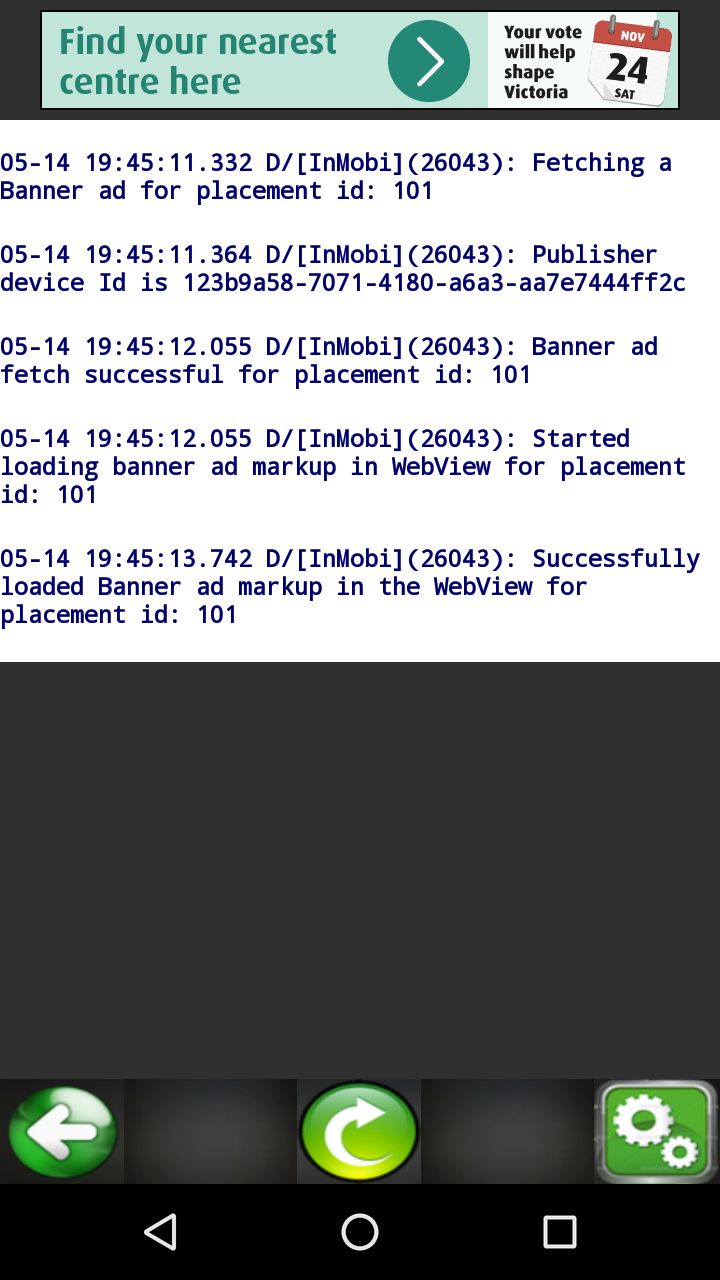 Find your nearest
centre here
Your vote
will help
shape
Victoria
NOV
24
SAT
05-14 19:45:11.332 D/[InMobi](26043): Fetching a
Banner ad for placement id: 101
05-14 19:45:11.364 D/[InMobi](26043): Publisher
device Id is 123b9a58-7071-4180-a6a3-aa7e7444ff2c
05-14 19:45:12.055 D/[InMobi](26043): Banner ad
fetch successful for placement id: 101
05-14 19:45:12.055 D/[InMobi](26043): Started
loading banner ad markup in WebView for placement
id: 101
05-14 19:45:13.742 D/[InMobi](26043): Successfully
loaded Banner ad markup in the WebView for
placement id: 101